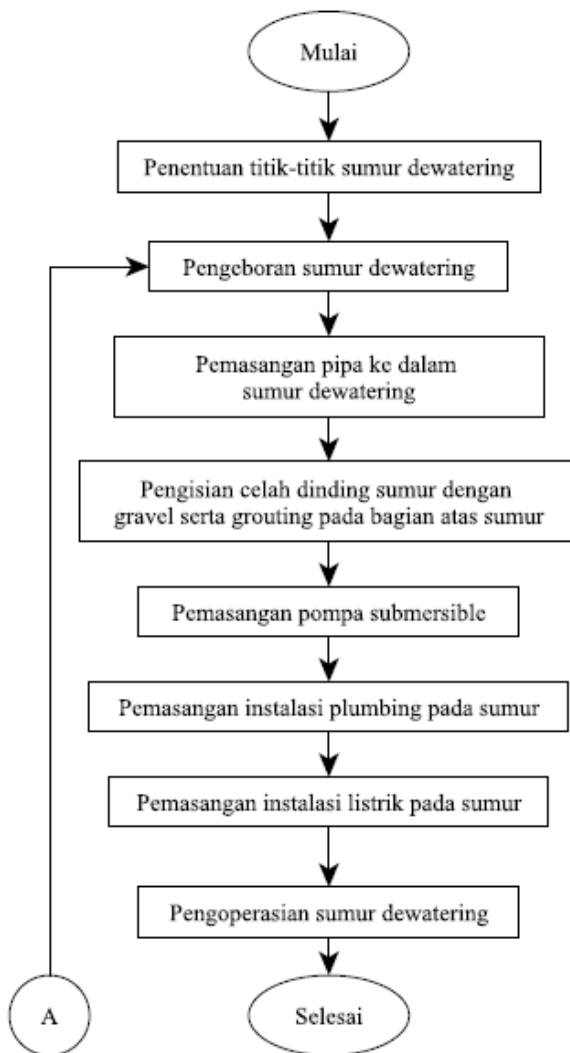 Mulai
Penentuan titik-titik sumur dewatering
Pengeboran sumur dewatering
Pemasangan pipa ke dalam
sumur dewatering
Pengisian celah dinding sumur dengan
gravel serta grouting pada bagian atas sumur
Pemasangan pompa submersible
Pemasangan instalasi plumbing pada sumur
Pemasangan instalasi listrik pada sumur
Pengoperasian sumur dewatering
A
Selesai